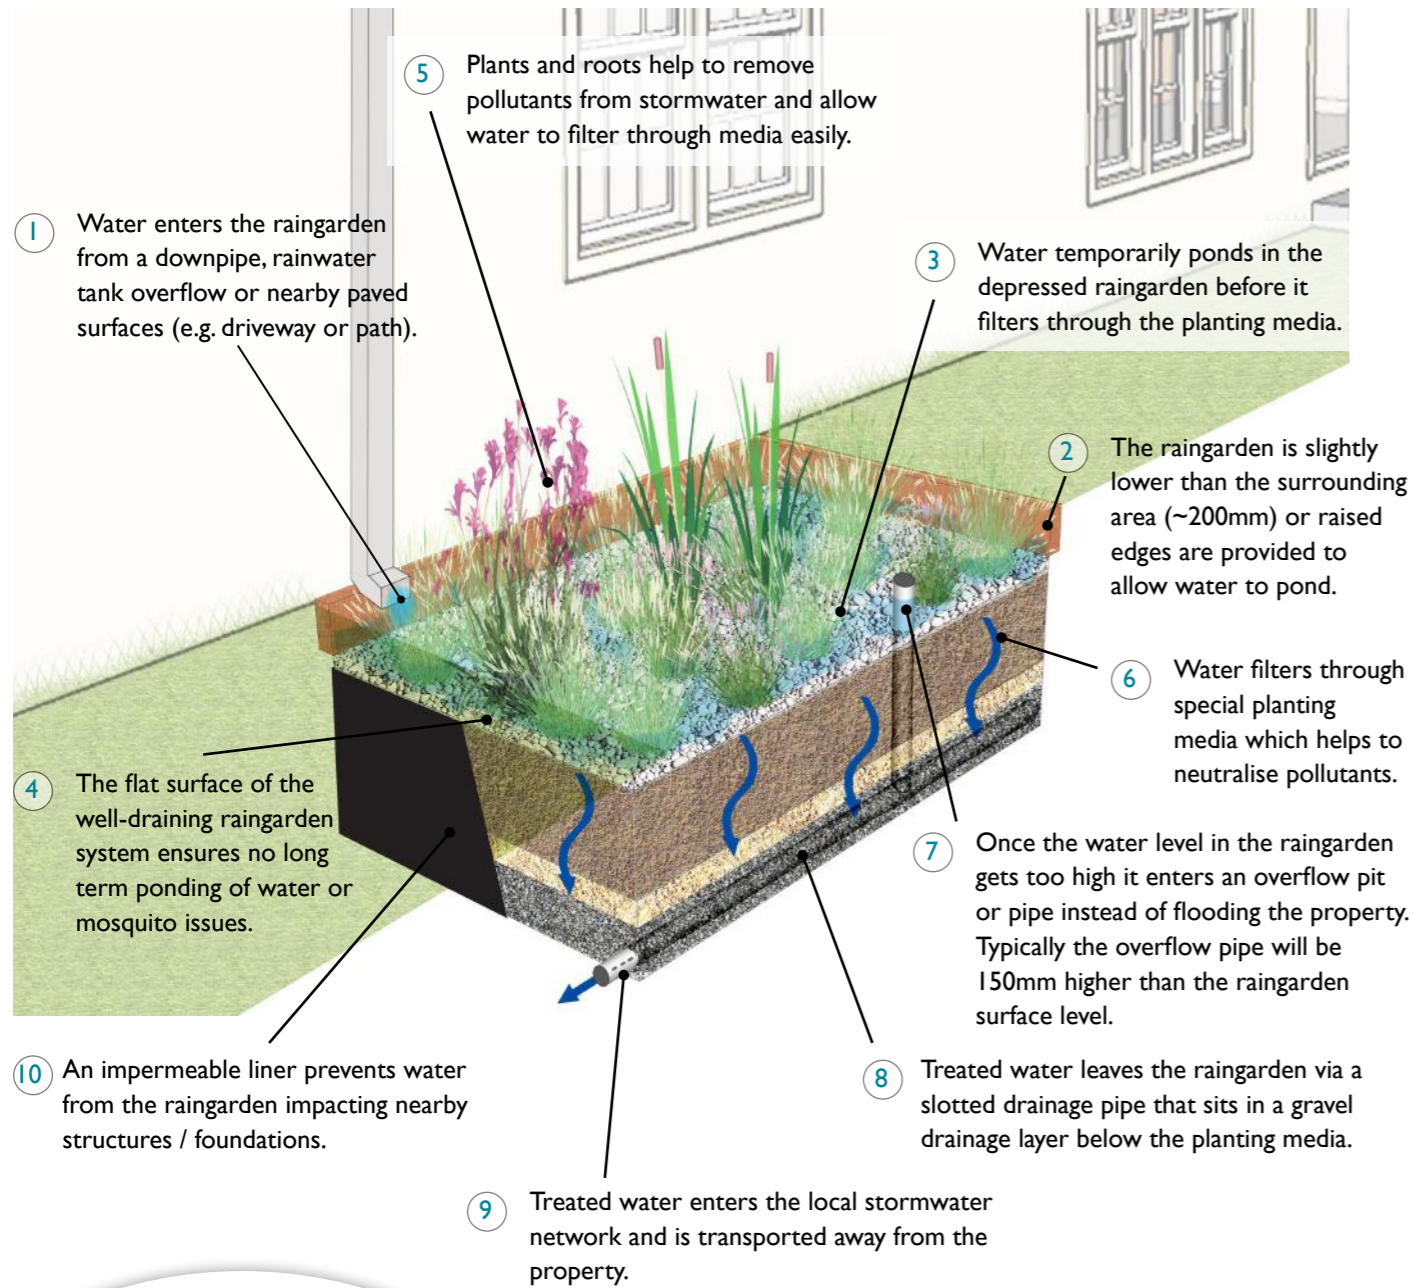 5
Plants and roots help to remove
pollutants from stormwater and allow
water to filter through media easily.
1
Water enters the raingarden
from a downpipe, rainwater
tank overflow or nearby paved
surfaces (e.g. driveway or path).
3
Water temporarily ponds in the
depressed raingarden before it
filters through the planting media.
2
The raingarden is slightly
lower than the surrounding
area (~200mm) or raised
edges are provided to
allow water to pond.
6
Water filters through
special planting
media which helps to
neutralise pollutants.
4
The flat surface of the
well-draining raingarden
system ensures no long
term ponding of water or
mosquito issues.
7
Once the water level in the raingarden
gets too high it enters an overflow pit
or pipe instead of flooding the property.
Typically the overflow pipe will be
150mm higher than the raingarden
surface level.
10
An impermeable liner prevents water
from the raingarden impacting nearby
structures / foundations.
8
Treated water leaves the raingarden via a
slotted drainage pipe that sits in a gravel
drainage layer below the planting media.
9
Treated water enters the local stormwater
network and is transported away from the
property.